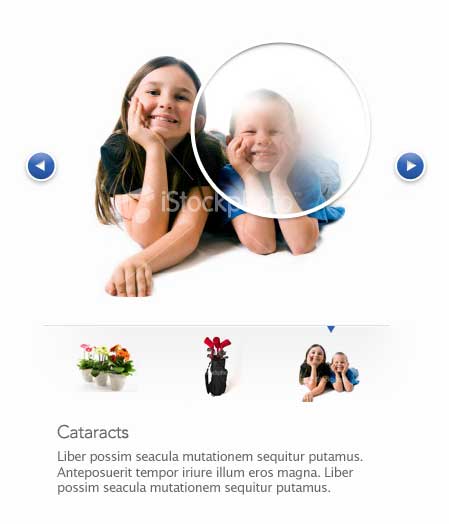 iStockphoto
Cataracts
Liber possim seacula mutationem sequitur putamus.
Anteposuerit tempor iriure illum eros magna. Liber
possim seacula mutationem sequitur putamus.